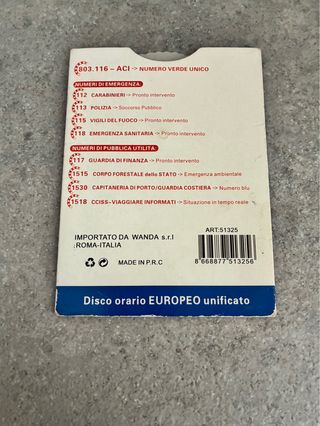 803.116 – ACI -> NUMERO VERDE UNICO
NUMERI DI EMERGENZA:
112 CARABINIERI -> Pronto intervento
113 POLIZIA -> Soccorso Pubblico
115 VIGILI DEL FUOCO -> Pronto intervento
118 EMERGENZA SANITARIA -> Pronto intervento
NUMERI DI PUBBLICA UTILITA:
117 GUARDIA DI FINANZA -> Pronto intervento
1515 CORPO FORESTALE dello STATO -> Emergenza ambientale
1530 CAPITANERIA DI PORTO/GUARDIA COSTIERA -> Numero blu
1518 CCISS-VIAGGIARE INFORMATI -> Situazione in tempo reale
IMPORTATO DA WANDA s.r.l
:ROMA-ITALIA
MADE IN P.R.C
ART:51325
8 668877 513256
Disco orario EUROPEO unificato